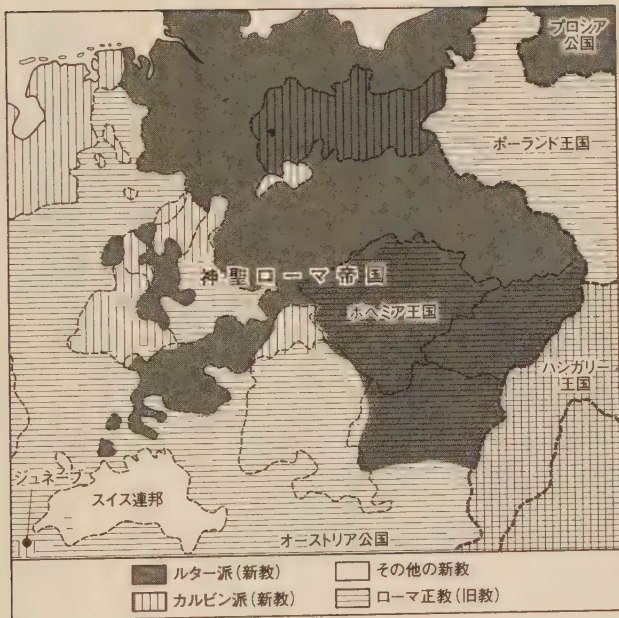 プロシア
公国
ポーランド王国
神聖ローマ帝国
ボヘミア王国
ハンガリー
王国
ジュネーブ
スイス連邦
オーストリア公国
ルター派(新教)
その他の新教
カルビン派(新教)
ローマ正教(旧教)